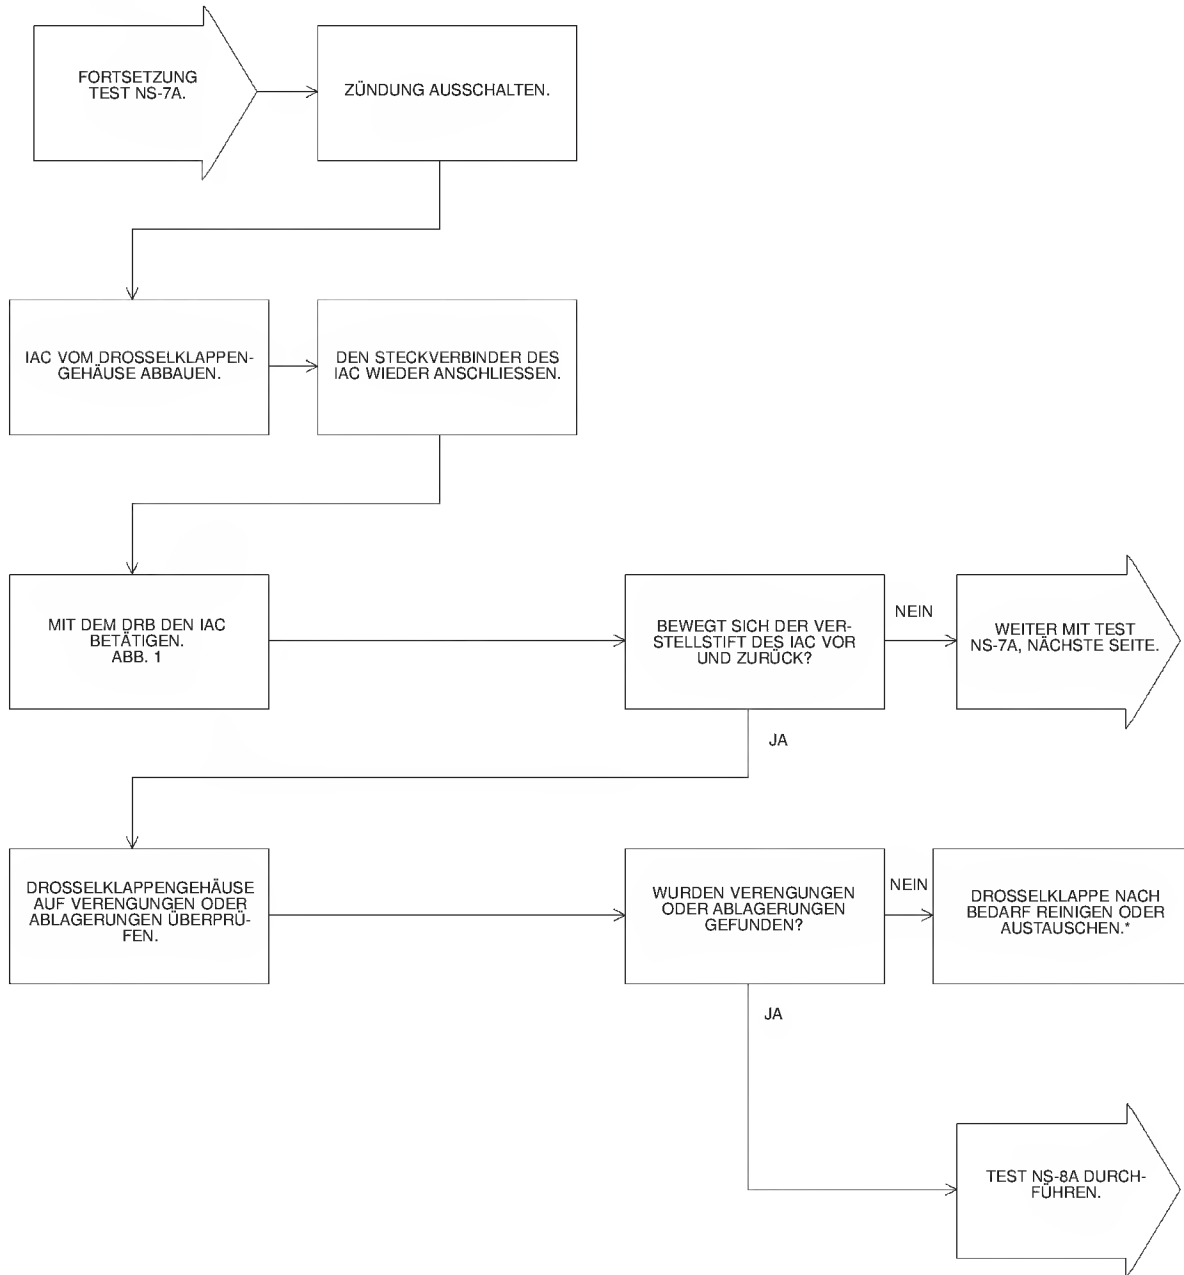 FORTSETZUNG
TEST NS-7A.
ZÜNDUNG AUSSCHALTEN.
IAC VOM DROSSELKLAPPEN-
GEHÄUSE ABBAUEN.
DEN STECKVERBINDER DES
IAC WIEDER ANSCHLIESSEN.
MIT DEM DRB DEN IAC
BETÄTIGEN.
ABB. 1
BEWEGT SICH DER VER-
STELLSTIFT DES IAC VOR
UND ZURÜCK?
NEIN
WEITER MIT TEST
NS-7A, NÄCHSTE SEITE.
JA
DROSSELKLAPPENGEHÄUSE
AUF VERENGUNGEN ODER
ABLAGERUNGEN ÜBERPRÜ-
FEN.
WURDEN VERENGUNGEN
ODER ABLAGERUNGEN
GEFUNDEN?
NEIN
DROSSELKLAPPE NACH
BEDARF REINIGEN ODER
AUSTAUSCHEN.*
JA
TEST NS-8A DURCH-
FÜHREN.